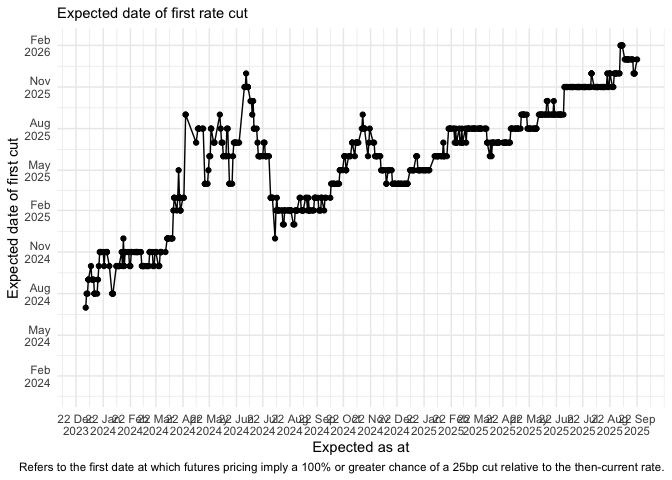 Expected date of first rate cut
Expected date of first cut
Feb
2026
Nov
2025
Aug
2025
May
2025
Feb
2025
Nov
2024
Aug
2024
May
2024
Feb
2024
22 Dec 22 Jan 22 Feb 22 Mar 22 Apr 22 May 22 Jun 22 Jul 22 Aug 22 Sep 22 Oct 22 Nov 22 Dec 22 Jan 22 Feb 22 Mar 22 Apr 22 May 22 Jun 22 Jul 22 Aug 22 Sep
2023 2024 2024 2024 2024 2024 2024 2024 2024 2024 2024 2024 2024 2025 2025 2025 2025 2025 2025 2025 2025 2025
Expected as at
Refers to the first date at which futures pricing imply a 100% or greater chance of a 25bp cut relative to the then-current rate.